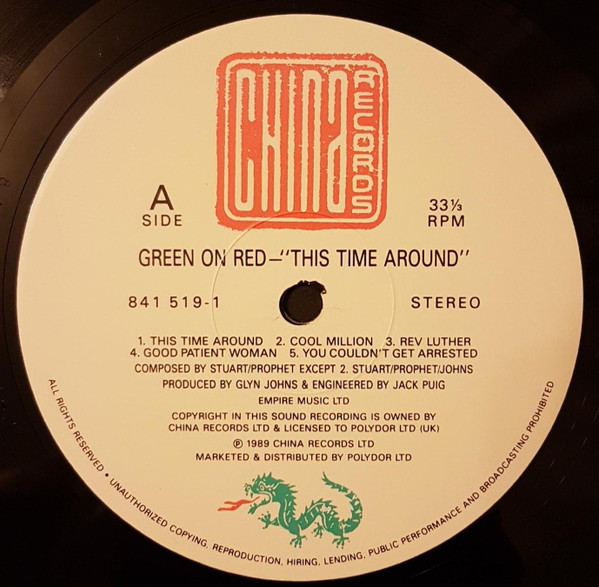 CHINA RECORDS
A
SIDE
33⅓
RPM
GREEN ON RED–"THIS TIME AROUND"
841 519-1
STEREO
1. THIS TIME AROUND 2. COOL MILLION 3. REV LUTHER
4. GOOD PATIENT WOMAN 5. YOU COULDN'T GET ARRESTED
COMPOSED BY STUART/PROPHET EXCEPT 2. STUART/PROPHET/JOHNS
PRODUCED BY GLYN JOHNS & ENGINEERED BY JACK PUIG
EMPIRE MUSIC LTD
COPYRIGHT IN THIS SOUND RECORDING IS OWNED BY
CHINA RECORDS LTD & LICENSED TO POLYDOR LTD (UK)
℗ 1989 CHINA RECORDS LTD
MARKETED & DISTRIBUTED BY POLYDOR LTD
ALL RIGHTS RESERVED • UNAUTHORIZED COPYING, REPRODUCTION, HIRING, LENDING, PUBLIC PERFORMANCE AND BROADCASTING PROHIBITED